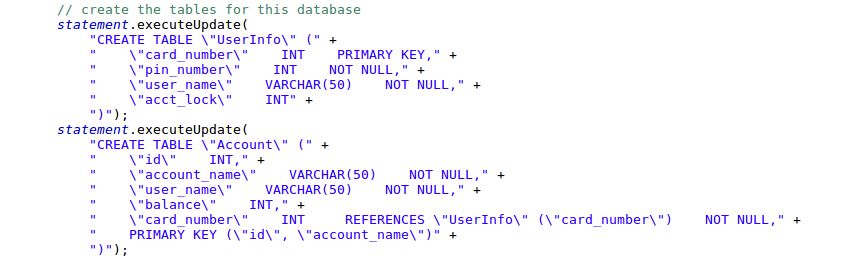 // create the tables for this database
statement.executeUpdate(
"CREATE TABLE \"UserInfo\" (" +
"    \"card_number\"    INT    PRIMARY KEY," +
"    \"pin_number\"    INT    NOT NULL," +
"    \"user_name\"    VARCHAR(50)    NOT NULL," +
"    \"acct_lock\"    INT" +
")");
statement.executeUpdate(
"CREATE TABLE \"Account\" (" +
"    \"id\"    INT," +
"    \"account_name\"    VARCHAR(50)    NOT NULL," +
"    \"user_name\"    VARCHAR(50)    NOT NULL," +
"    \"balance\"    INT," +
"    \"card_number\"    INT     REFERENCES \"UserInfo\" (\"card_number\")    NOT NULL," +
"    PRIMARY KEY (\"id\", \"account_name\")" +
")");